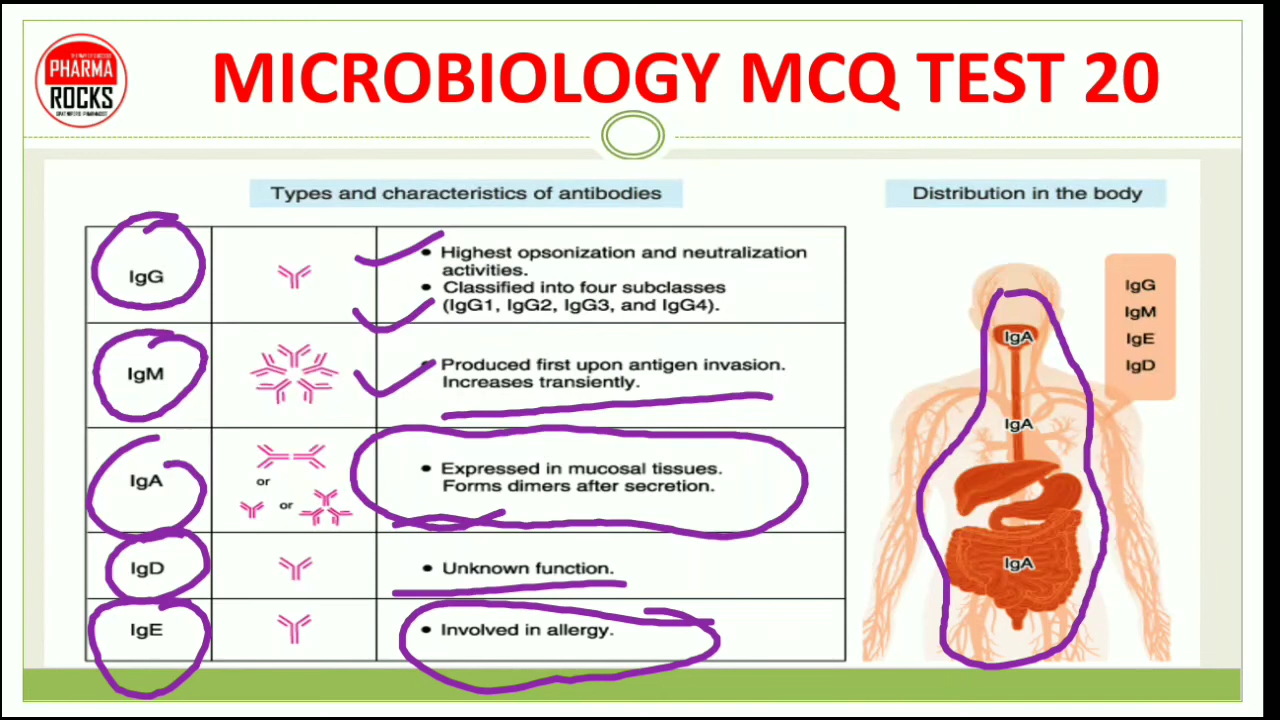 PHARMA
ROCKS
MICROBIOLOGY MCQ TEST 20
Types and characteristics of antibodies
Distribution in the body
IgG
• Highest opsonization and neutralization
activities.
• Classified into four subclasses
(IgG1, IgG2, IgG3, and IgG4).
IgM
• Produced first upon antigen invasion.
Increases transiently.
IgA
or
or
• Expressed in mucosal tissues.
Forms dimers after secretion.
IgD
• Unknown function.
IgE
• Involved in allergy.
IgA
IgA
IgA
IgG
IgM
IgE
IgD